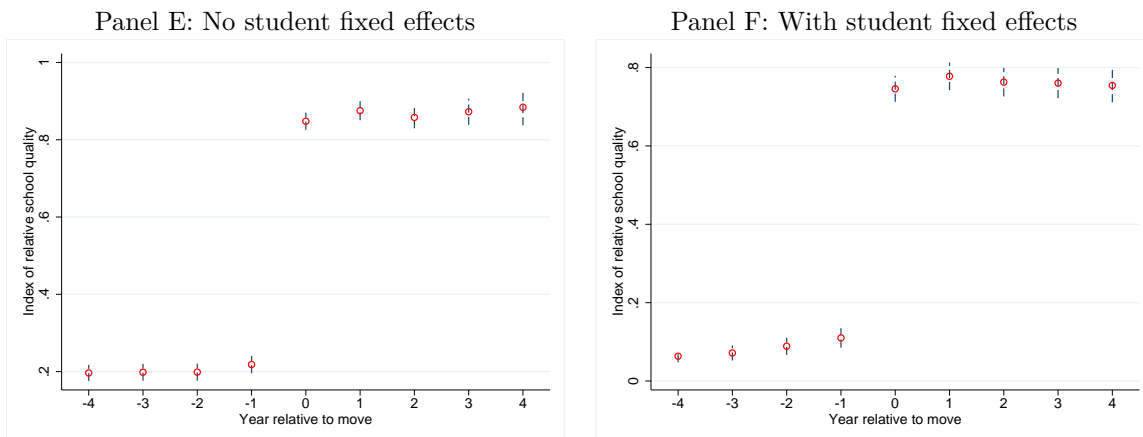 Panel E: No student fixed effects
Index of relative school quality
1
.8
.6
.4
.2
-4 -3 -2 -1 0 1 2 3 4
Year relative to move
Panel F: With student fixed effects
Index of relative school quality
.8
.6
.4
.2
0
-4 -3 -2 -1 0 1 2 3 4
Year relative to move